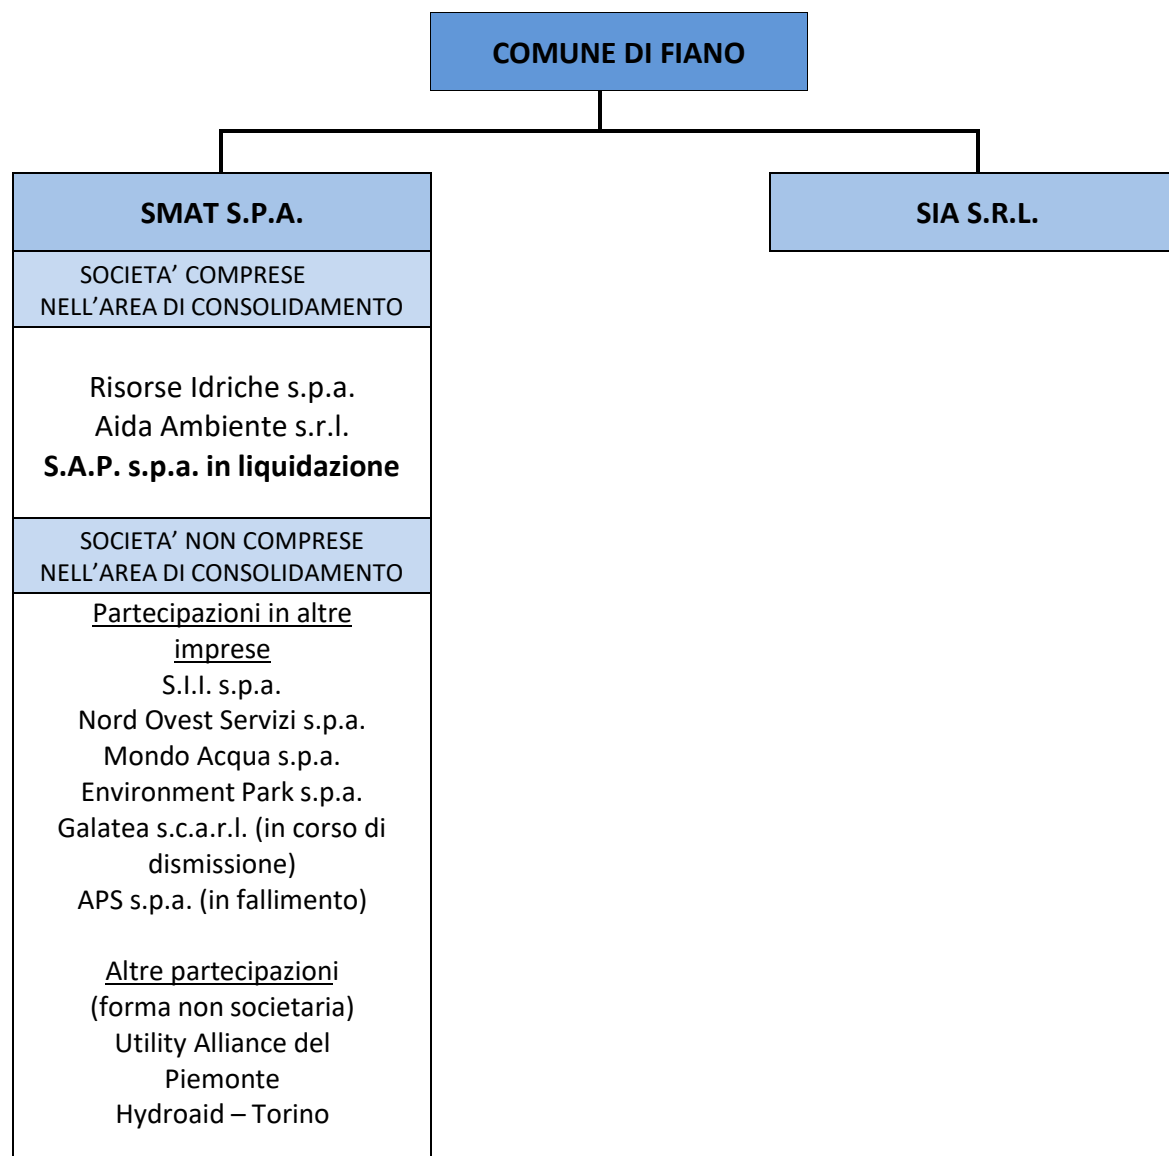 COMUNE DI FIANO
SMAT S.P.A.
SIA S.R.L.
SOCIETA’ COMPRESE
NELL’AREA DI CONSOLIDAMENTO
Risorse Idriche s.p.a.
Aida Ambiente s.r.l.
S.A.P. s.p.a. in liquidazione
SOCIETA’ NON COMPRESE
NELL’AREA DI CONSOLIDAMENTO
Partecipazioni in altre
imprese
S.I.I. s.p.a.
Nord Ovest Servizi s.p.a.
Mondo Acqua s.p.a.
Environment Park s.p.a.
Galatea s.c.a.r.l. (in corso di
dismissione)
APS s.p.a. (in fallimento)
Altre partecipazioni
(forma non societaria)
Utility Alliance del
Piemonte
Hydroaid – Torino